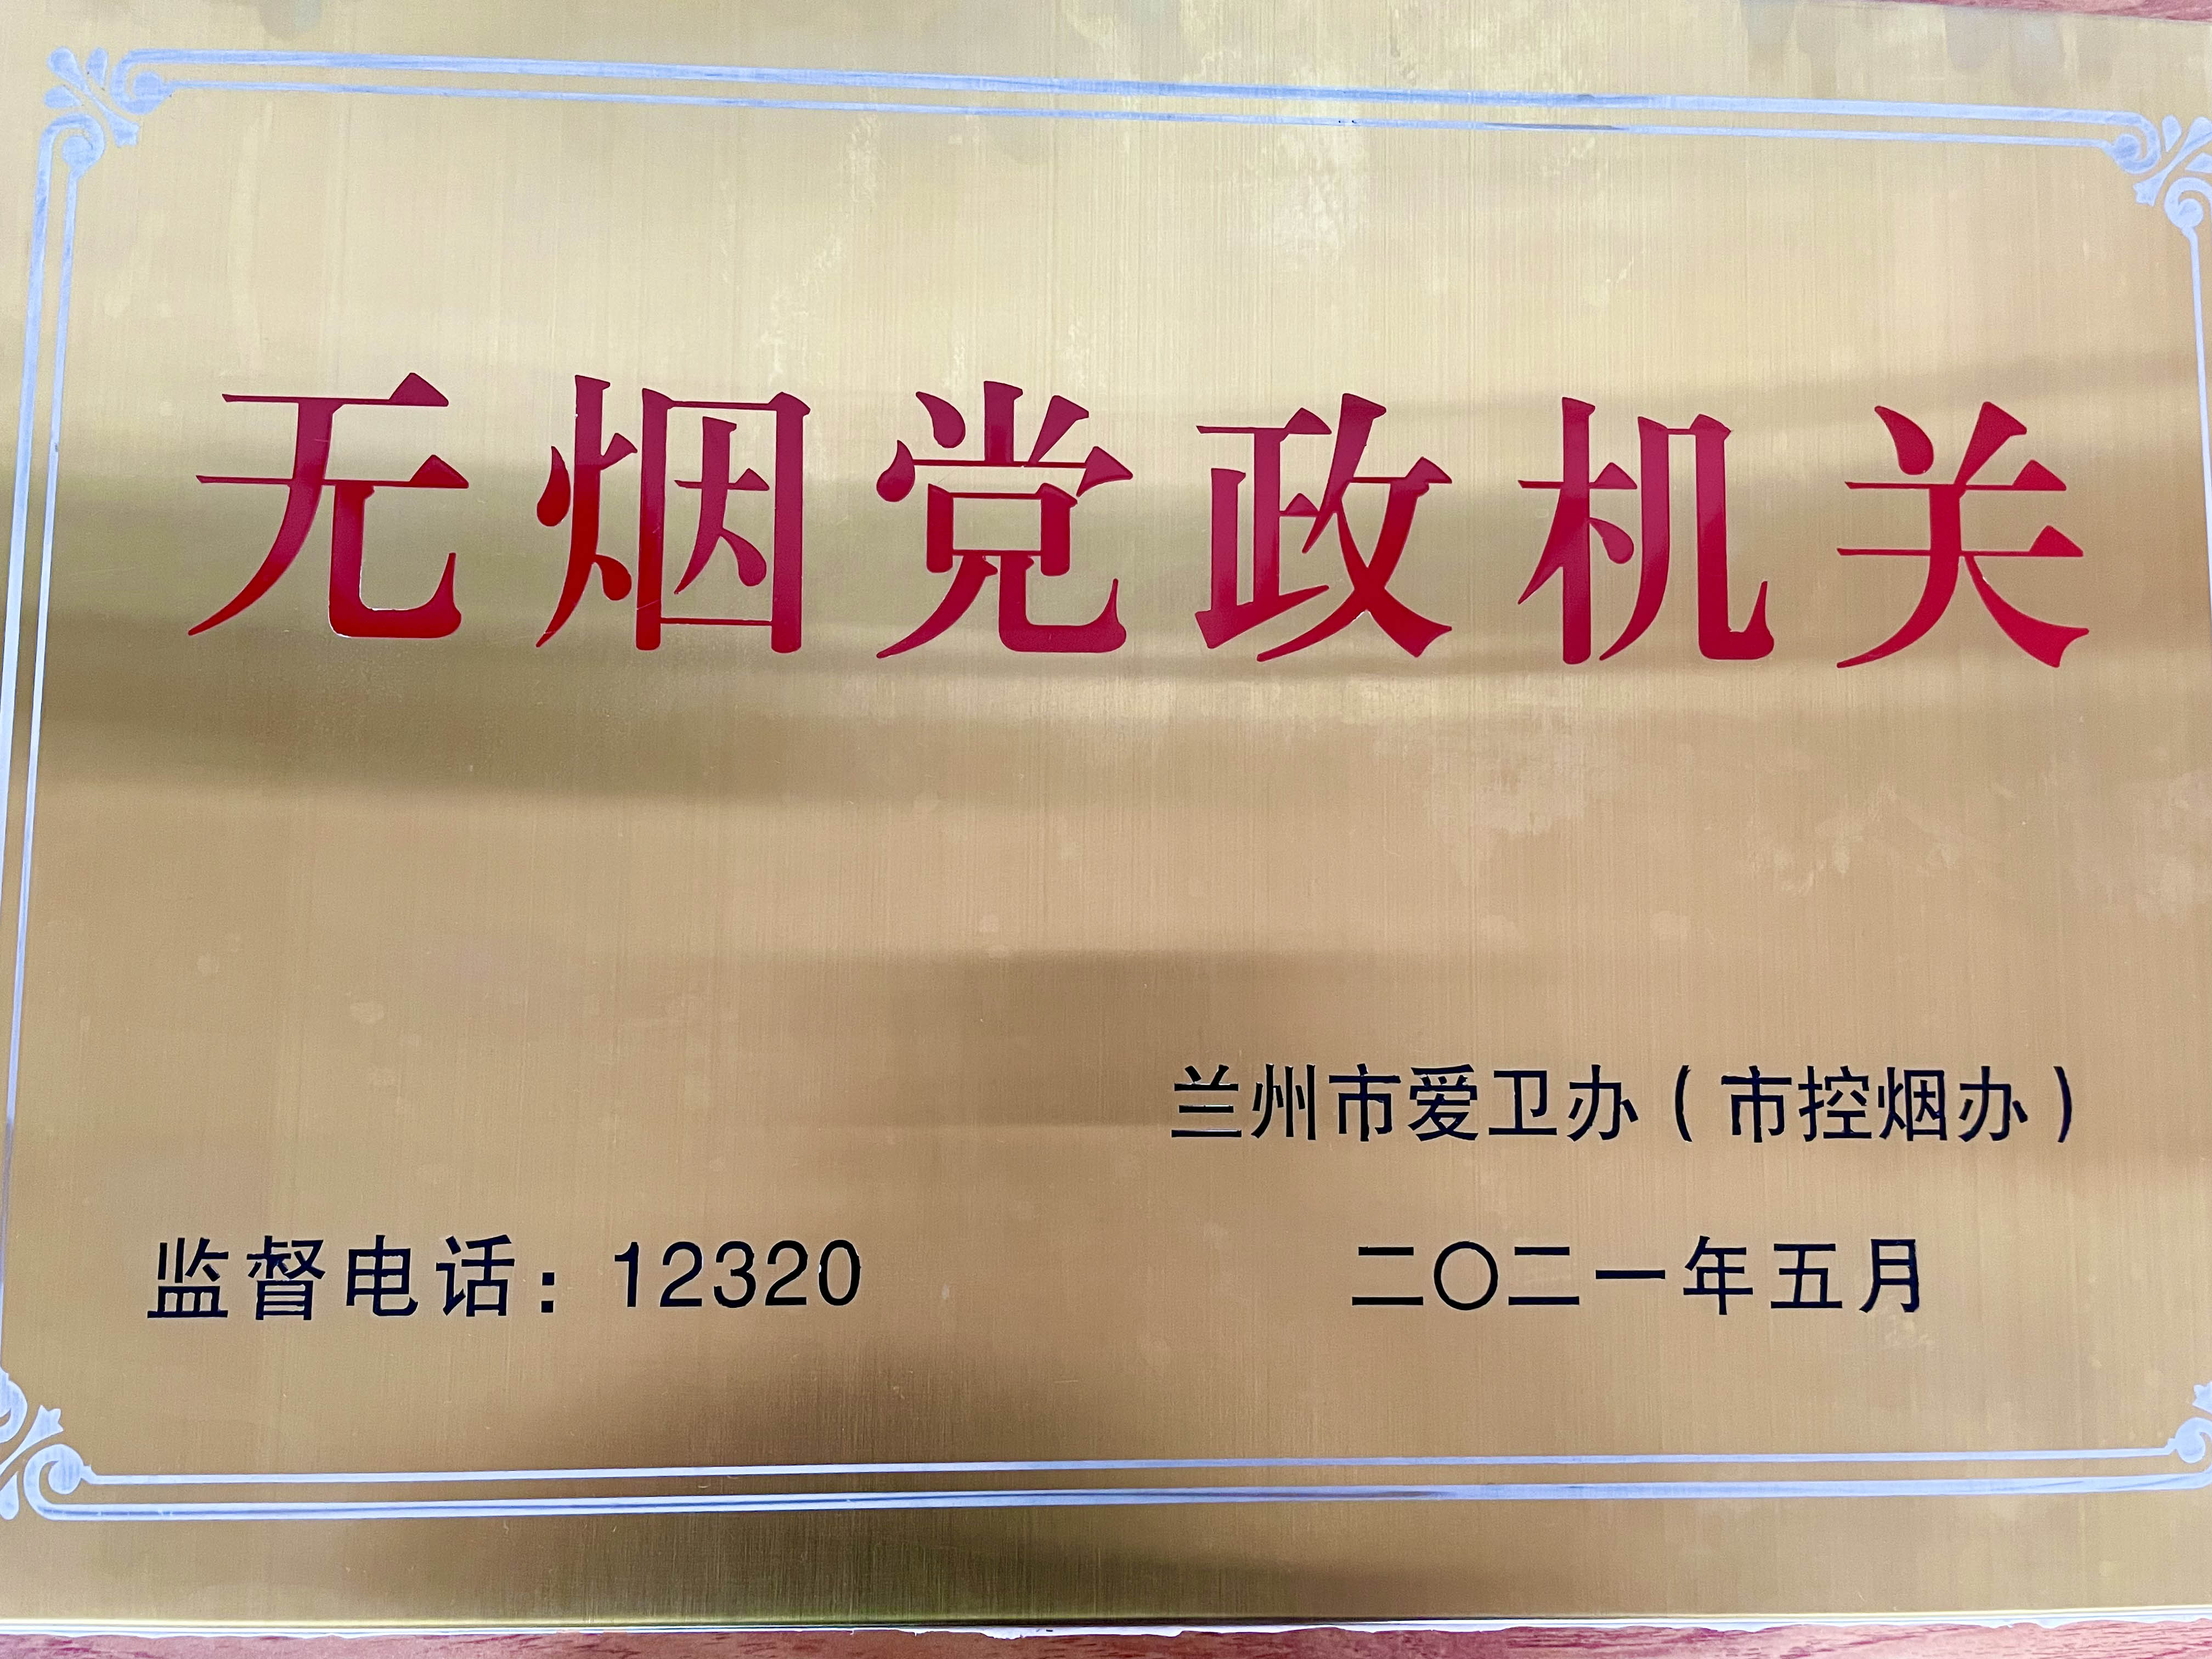 无烟党政机关
兰州市爱卫办(市控烟办)
监督电话:12320
二〇二一年五月